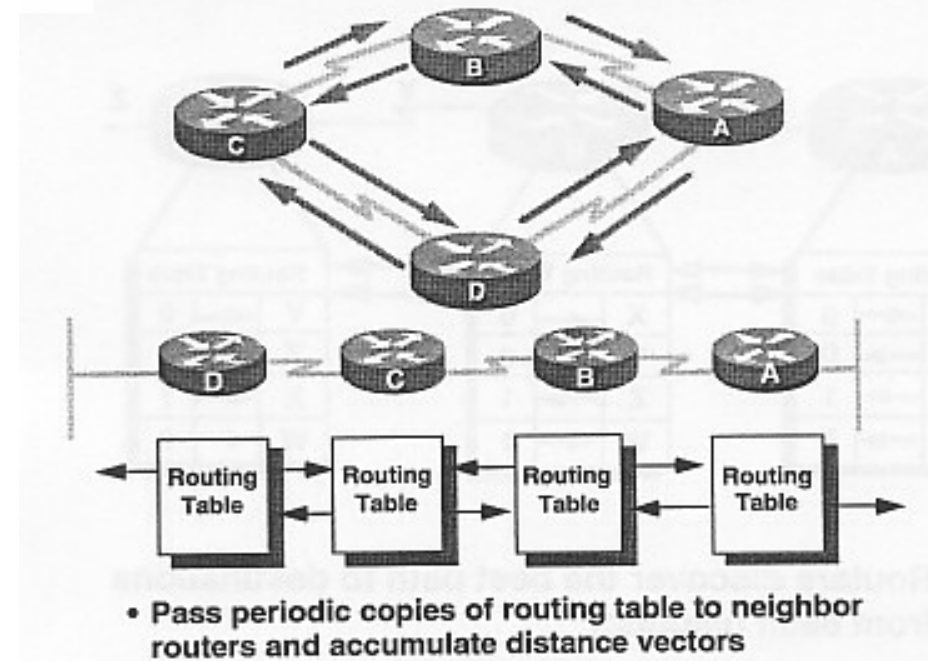 B
C
A
D
D
C
B
A
Routing
Table
Routing
Table
Routing
Table
Routing
Table
• Pass periodic copies of routing table to neighbor
routers and accumulate distance vectors